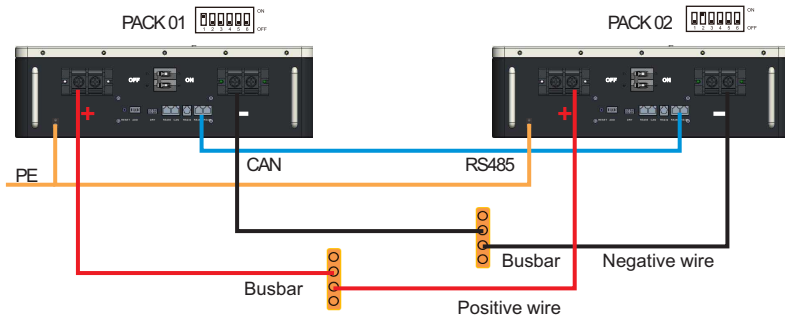 PACK 01
ON
1 2 3 4 5 6
OFF
PACK 02
ON
1 2 3 4 5 6
OFF
OFF
ON
OFF
ON
+
+
CAN
RS485
PE
Busbar
Negative wire
Busbar
Positive wire